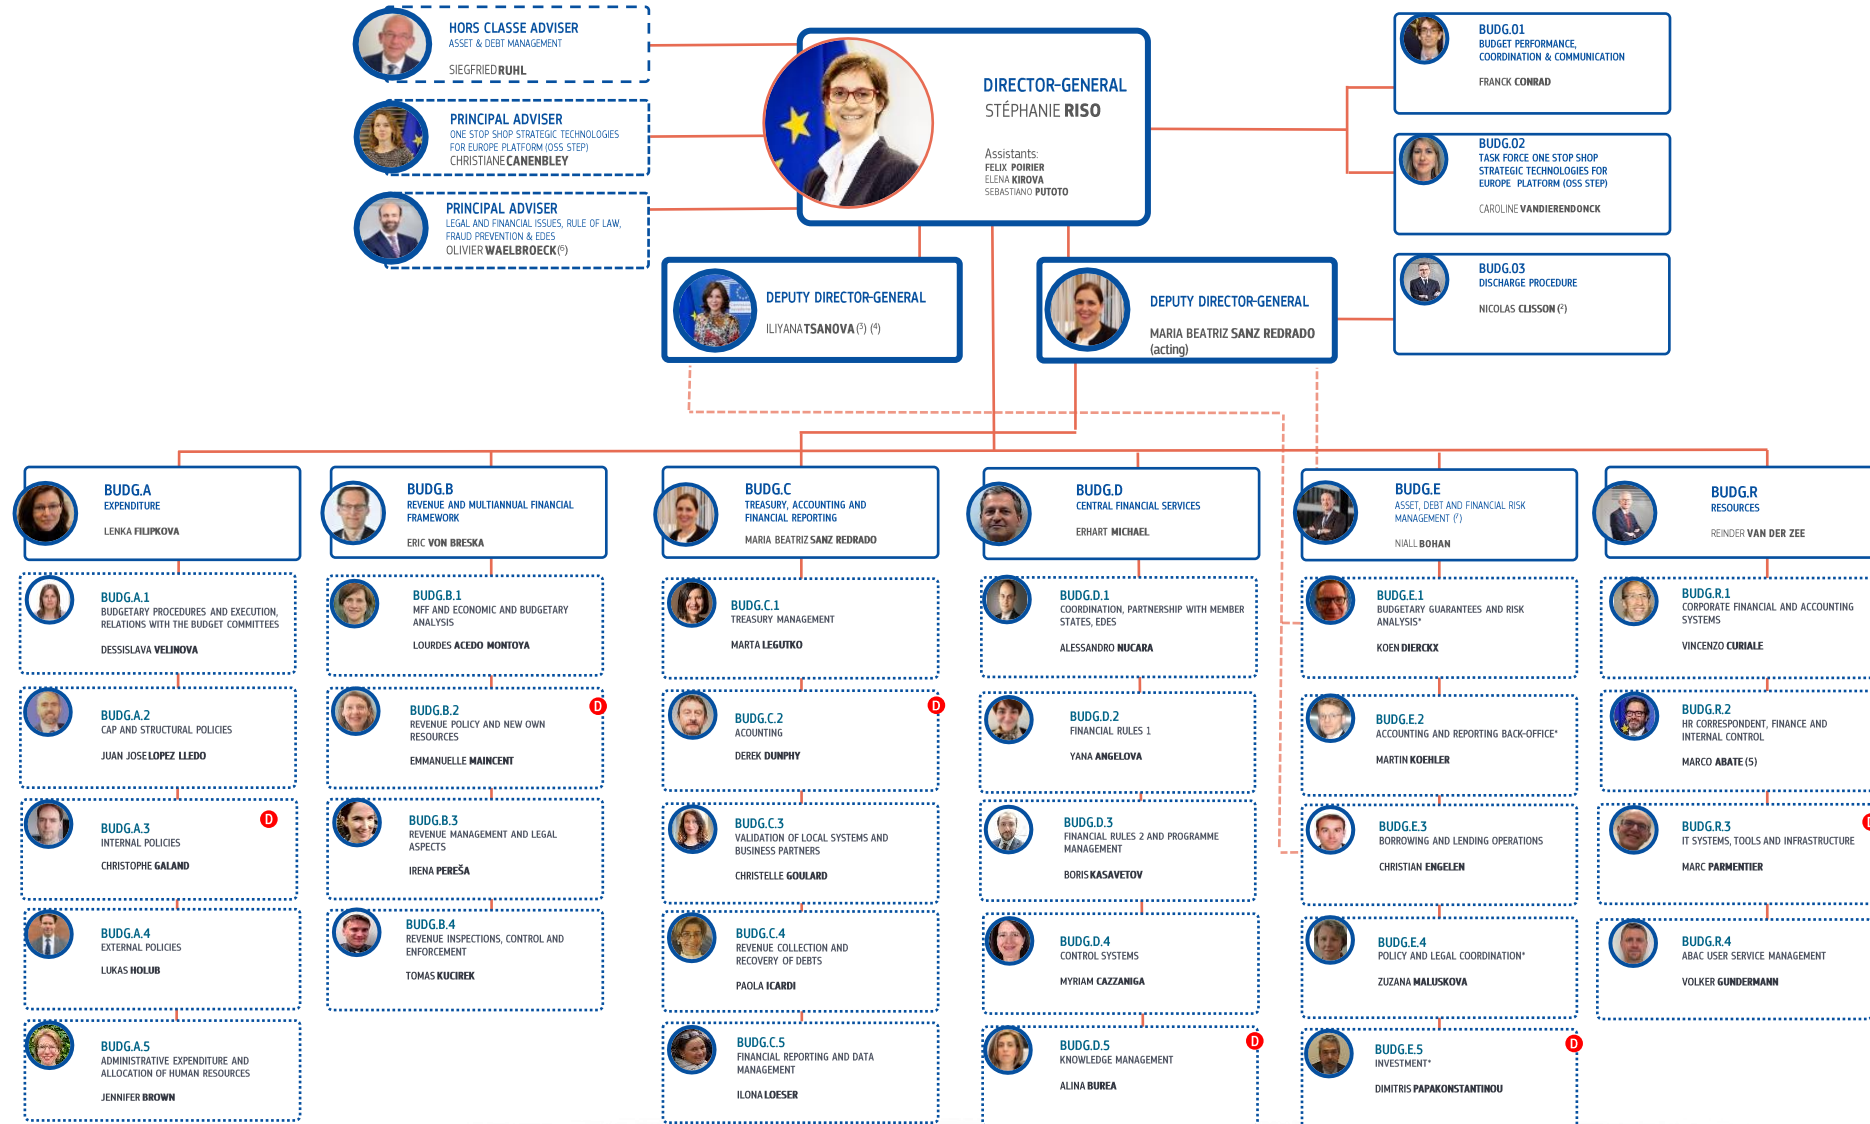 HORS CLASSE ADVISER
ASSET & DEBT MANAGEMENT
SIEGFRIED RUHL
PRINCIPAL ADVISER
ONE STOP SHOP STRATEGIC TECHNOLOGIES
FOR EUROPE PLATFORM (OSS STEP)
CHRISTIANE CANENBLEY
PRINCIPAL ADVISER
LEGAL AND FINANCIAL ISSUES, RULE OF LAW,
FRAUD PREVENTION & EDES
OLIVIER WAELBROECK (6)
DIRECTOR-GENERAL
STÉPHANIE RISO
Assistants:
FELIX POIRIER
ELENA KIROVA
SEBASTIANO PUTOTO
BUDG.01
BUDGET PERFORMANCE,
COORDINATION & COMMUNICATION
FRANCK CONRAD
BUDG.02
TASK FORCE ONE STOP SHOP
STRATEGIC TECHNOLOGIES FOR
EUROPE PLATFORM (OSS STEP)
CAROLINE VANDIERENDONCK
BUDG.03
DISCHARGE PROCEDURE
NICOLAS CLISSON (2)
DEPUTY DIRECTOR-GENERAL
ILIYANA TSANOVA (3) (4)
DEPUTY DIRECTOR-GENERAL
MARIA BEATRIZ SANZ REDRADO
(acting)
BUDG.A
EXPENDITURE
LENKA FILIPKOVA
BUDG.A.1
BUDGETARY PROCEDURES AND EXECUTION,
RELATIONS WITH THE BUDGET COMMITTEES
DESSISLAVA VELINOVA
BUDG.A.2
CAP AND STRUCTURAL POLICIES
JUAN JOSE LOPEZ LLEDO
BUDG.A.3
D
INTERNAL POLICIES
CHRISTOPHE GALAND
BUDG.A.4
EXTERNAL POLICIES
LUKAS HOLUB
BUDG.A.5
ADMINISTRATIVE EXPENDITURE AND
ALLOCATION OF HUMAN RESOURCES
JENNIFER BROWN
BUDG.B
REVENUE AND MULTIANNUAL FINANCIAL
FRAMEWORK
ERIC VON BRESKA
BUDG.B.1
MFF AND ECONOMIC AND BUDGETARY
ANALYSIS
LOURDES ACEDO MONTOYA
BUDG.B.2
D
REVENUE POLICY AND NEW OWN
RESOURCES
EMMANUELLE MAINCENT
BUDG.B.3
REVENUE MANAGEMENT AND LEGAL
ASPECTS
IRENA PEREŠA
BUDG.B.4
REVENUE INSPECTIONS, CONTROL AND
ENFORCEMENT
TOMAS KUCIREK
BUDG.C
TREASURY, ACCOUNTING AND
FINANCIAL REPORTING
MARIA BEATRIZ SANZ REDRADO
BUDG.C.1
TREASURY MANAGEMENT
MARTA LEGUTKO
BUDG.C.2
D
ACOUNTING
DEREK DUNPHY
BUDG.C.3
VALIDATION OF LOCAL SYSTEMS AND
BUSINESS PARTNERS
CHRISTELLE GOULARD
BUDG.C.4
REVENUE COLLECTION AND
RECOVERY OF DEBTS
PAOLA ICARDI
BUDG.C.5
FINANCIAL REPORTING AND DATA
MANAGEMENT
ILONA LOESER
BUDG.D
CENTRAL FINANCIAL SERVICES
ERHART MICHAEL
BUDG.D.1
COORDINATION, PARTNERSHIP WITH MEMBER
STATES, EDES
ALESSANDRO NUCARA
BUDG.D.2
FINANCIAL RULES 1
YANA ANGELOVA
BUDG.D.3
FINANCIAL RULES 2 AND PROGRAMME
MANAGEMENT
BORIS KASAVETOV
BUDG.D.4
CONTROL SYSTEMS
MYRIAM CAZZANIGA
BUDG.D.5
D
KNOWLEDGE MANAGEMENT
ALINA BUREA
BUDG.E
ASSET, DEBT AND FINANCIAL RISK
MANAGEMENT (7)
NIALL BOHAN
BUDG.E.1
BUDGETARY GUARANTEES AND RISK
ANALYSIS*
KOEN DIERCKX
BUDG.E.2
ACCOUNTING AND REPORTING BACK-OFFICE*
MARTIN KOEHLER
BUDG.E.3
BORROWING AND LENDING OPERATIONS
CHRISTIAN ENGELEN
BUDG.E.4
POLICY AND LEGAL COORDINATION*
ZUZANA MALUSKOVA
BUDG.E.5
D
INVESTMENT*
DIMITRIS PAPAKONSTANTINOU
BUDG.R
RESOURCES
REINDER VAN DER ZEE
BUDG.R.1
CORPORATE FINANCIAL AND ACCOUNTING
SYSTEMS
VINCENZO CURIALE
BUDG.R.2
HR CORRESPONDENT, FINANCE AND
INTERNAL CONTROL
MARCO ABATE (5)
BUDG.R.3
D
IT SYSTEMS, TOOLS AND INFRASTRUCTURE
MARC PARMENTIER
BUDG.R.4
ABAC USER SERVICE MANAGEMENT
VOLKER GUNDERMANN